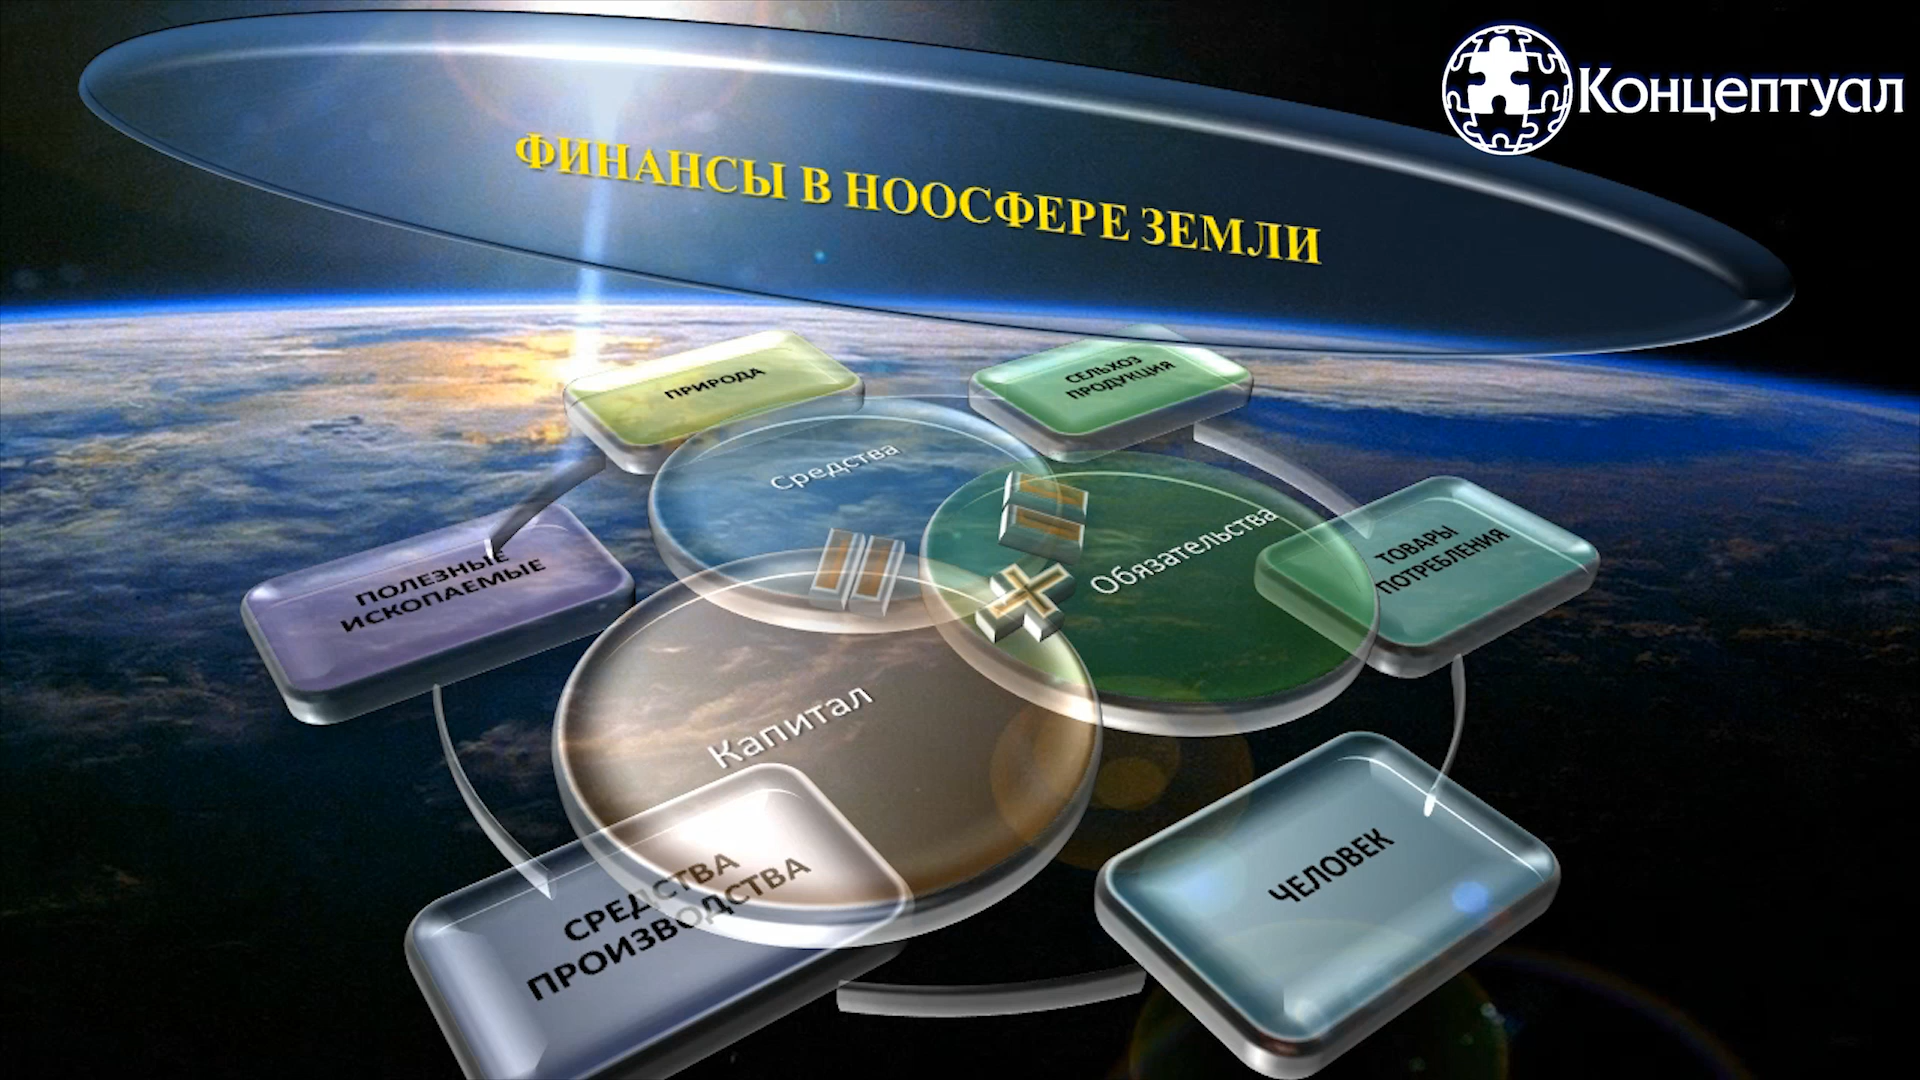 Концептуал
ФИНАНСЫ В НООСФЕРЕ ЗЕМЛИ
ПРИРОДА
СЕЛЬХОЗ
ПРОДУКЦИЯ
Средства
Обязательства
ТОВАРЫ
ПОТРЕБЛЕНИЯ
ПОЛЕЗНЫЕ
ИСКОПАЕМЫЕ
Капитал
СРЕДСТВА
ПРОИЗВОДСТВА
ЧЕЛОВЕК